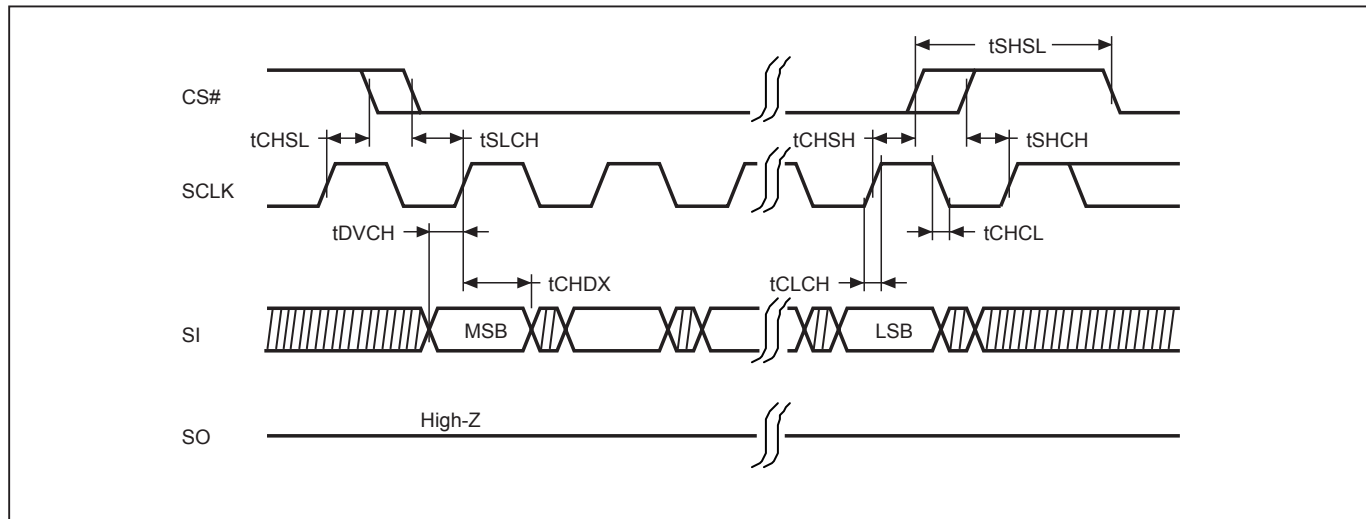 tSHSL
CS#
tCHSL
tSLCH
tCHSH
tSHCH
SCLK
tDVCH
tCHCL
tCHDX
tCLCH
SI
MSB
LSB
High-Z
SO